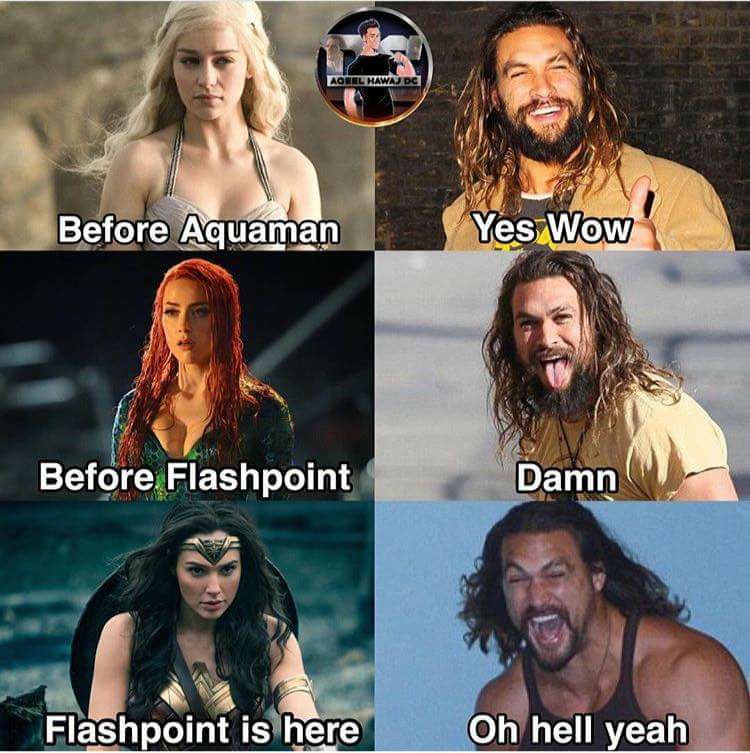 AQEEL HAWAJ DC
Before Aquaman
Yes Wow
Before Flashpoint
Damn
Flashpoint is here
Oh hell yeah